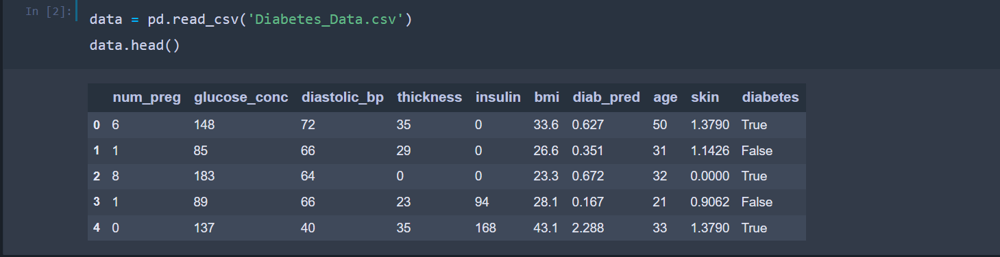 In [2]:
data = pd.read_csv('Diabetes_Data.csv')
data.head()
num_preg glucose_conc diastolic_bp thickness insulin bmi diab_pred age skin diabetes
0 6 148 72 35 0 33.6 0.627 50 1.3790 True
1 1 85 66 29 0 26.6 0.351 31 1.1426 False
2 8 183 64 0 0 23.3 0.672 32 0.0000 True
3 1 89 66 23 94 28.1 0.167 21 0.9062 False
4 0 137 40 35 168 43.1 2.288 33 1.3790 True